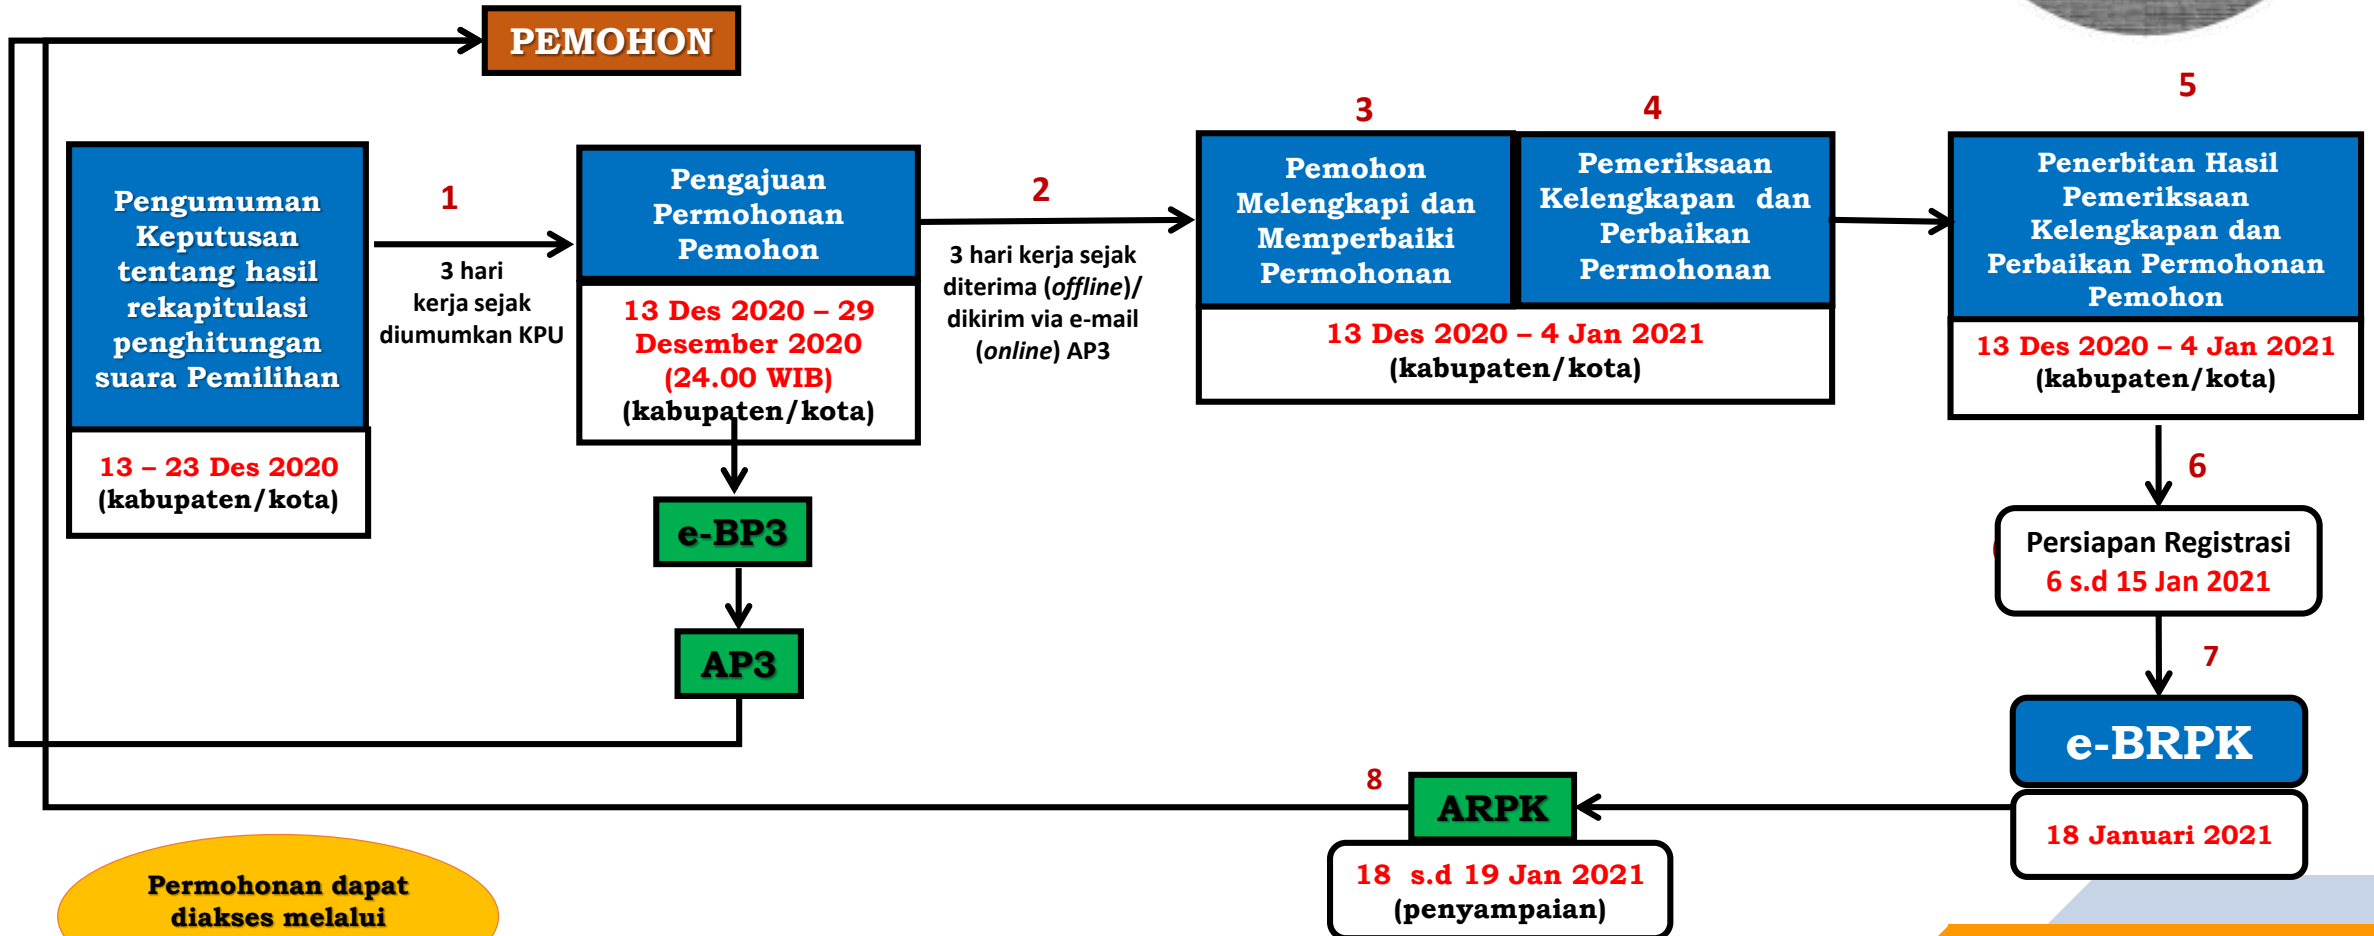 PEMOHON
Pengumuman
Keputusan
tentang hasil
rekapitulasi
penghitungan
suara Pemilihan
13 – 23 Des 2020
(kabupaten/kota)
1
3 hari
kerja sejak
diumumkan KPU
Pengajuan
Permohonan
Pemohon
13 Des 2020 – 29
Desember 2020
(24.00 WIB)
(kabupaten/kota)
e-BP3
AP3
2
3 hari kerja sejak
diterima (offline)/
dikirim via e-mail
(online) AP3
3
Pemohon
Melengkapi dan
Memperbaiki
Permohonan
4
Pemeriksaan
Kelengkapan dan
Perbaikan
Permohonan
13 Des 2020 – 4 Jan 2021
(kabupaten/kota)
5
Penerbitan Hasil
Pemeriksaan
Kelengkapan dan
Perbaikan Permohonan
Pemohon
13 Des 2020 – 4 Jan 2021
(kabupaten/kota)
6
Persiapan Registrasi
6 s.d 15 Jan 2021
7
e-BRPK
18 Januari 2021
8
ARPK
18 s.d 19 Jan 2021
(penyampaian)
Permohonan dapat
diakses melalui